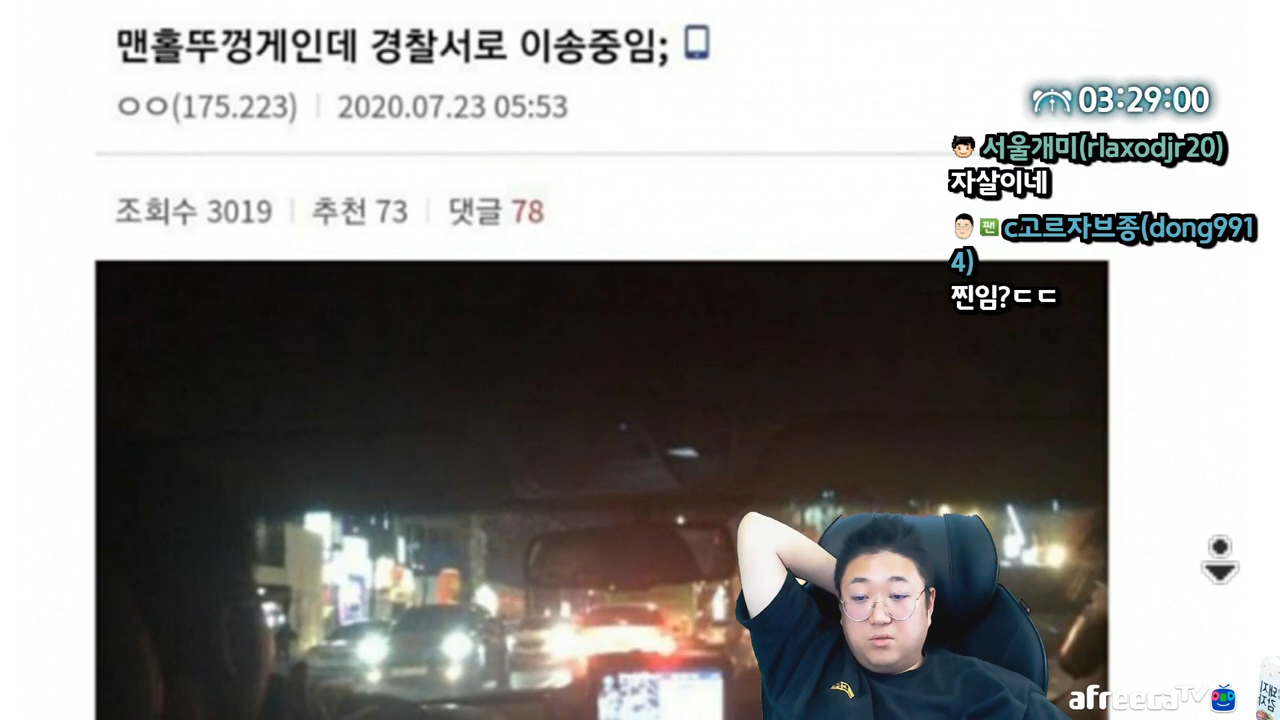 맨홀뚜껑게인데 경찰서로 이송중임;
ㅇㅇ(175.223) 2020.07.23 05:53
조회수 3019 추천 73 댓글 78
03:29:00
서울개미(rlaxodjr20)
자살이네
팬 c고르자브종(dong991
4)
찐임?ㄷㄷ
afreecaTV